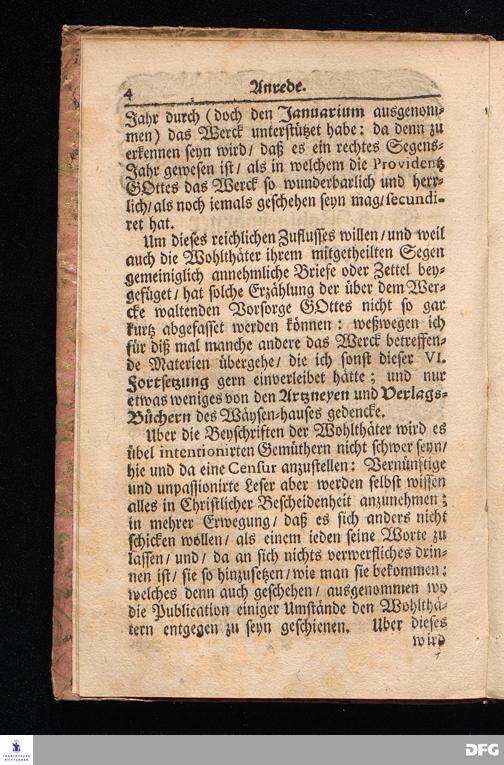 4 Anrede.
Jahr durch (doch den Januarium ausgenom-
men) das Werck unterstützet habe: da denn zu
erkennen seyn wird/ daß es ein rechtes Segens-
Jahr gewesen ist/ als in welchem die Providentz
GOttes das Werck so wunderbarlich und herr-
lich/ als noch jemals geschehen seyn mag/ secundi-
ret hat.
Um dieses reichlichen Zuflusses willen/ und weil
auch die Wohlthäter ihrem mitgetheilten Segen
gemeiniglich annehmliche Briefe oder Zettel bey-
gefüget/ hat solche Erzählung der über dem Wer-
cke waltenden Vorsorge GOttes nicht so gar
kurtz abgefasset werden können: weßwegen ich
für diß mal manche andere das Werck betreffen-
de Materien übergehe/ die ich sonst dieser VI.
Fortsetzung gern einverleibet hätte; und nur
etwas weniges von den Artzneyen und Verlags-
Büchern des Wäysen-hauses gedencke.
Uber die Beyschriften der Wohlthäter wird es
übel intentionirten Gemüthern nicht schwer seyn/
hie und da eine Censur anzustellen: Vernünftige
und unpassionirte Leser aber werden selbst wissen
alles in Christlicher Bescheidenheit anzunehmen;
in mehrer Erwegung/ daß es sich anders nicht
schicken wollen/ als einem ieden seine Worte zu
lassen/ und/ da an sich nichts verwerfliches drin-
nen ist/ sie so hinzusetzen/ wie man sie bekommen:
welches denn auch geschehen/ ausgenommen wo
die Publication einiger Umstände den Wohlthä-
tern entgegen zu seyn geschienen. Uber dieses
wird
FRANCKESCHE
STIFTUNGEN
DFG